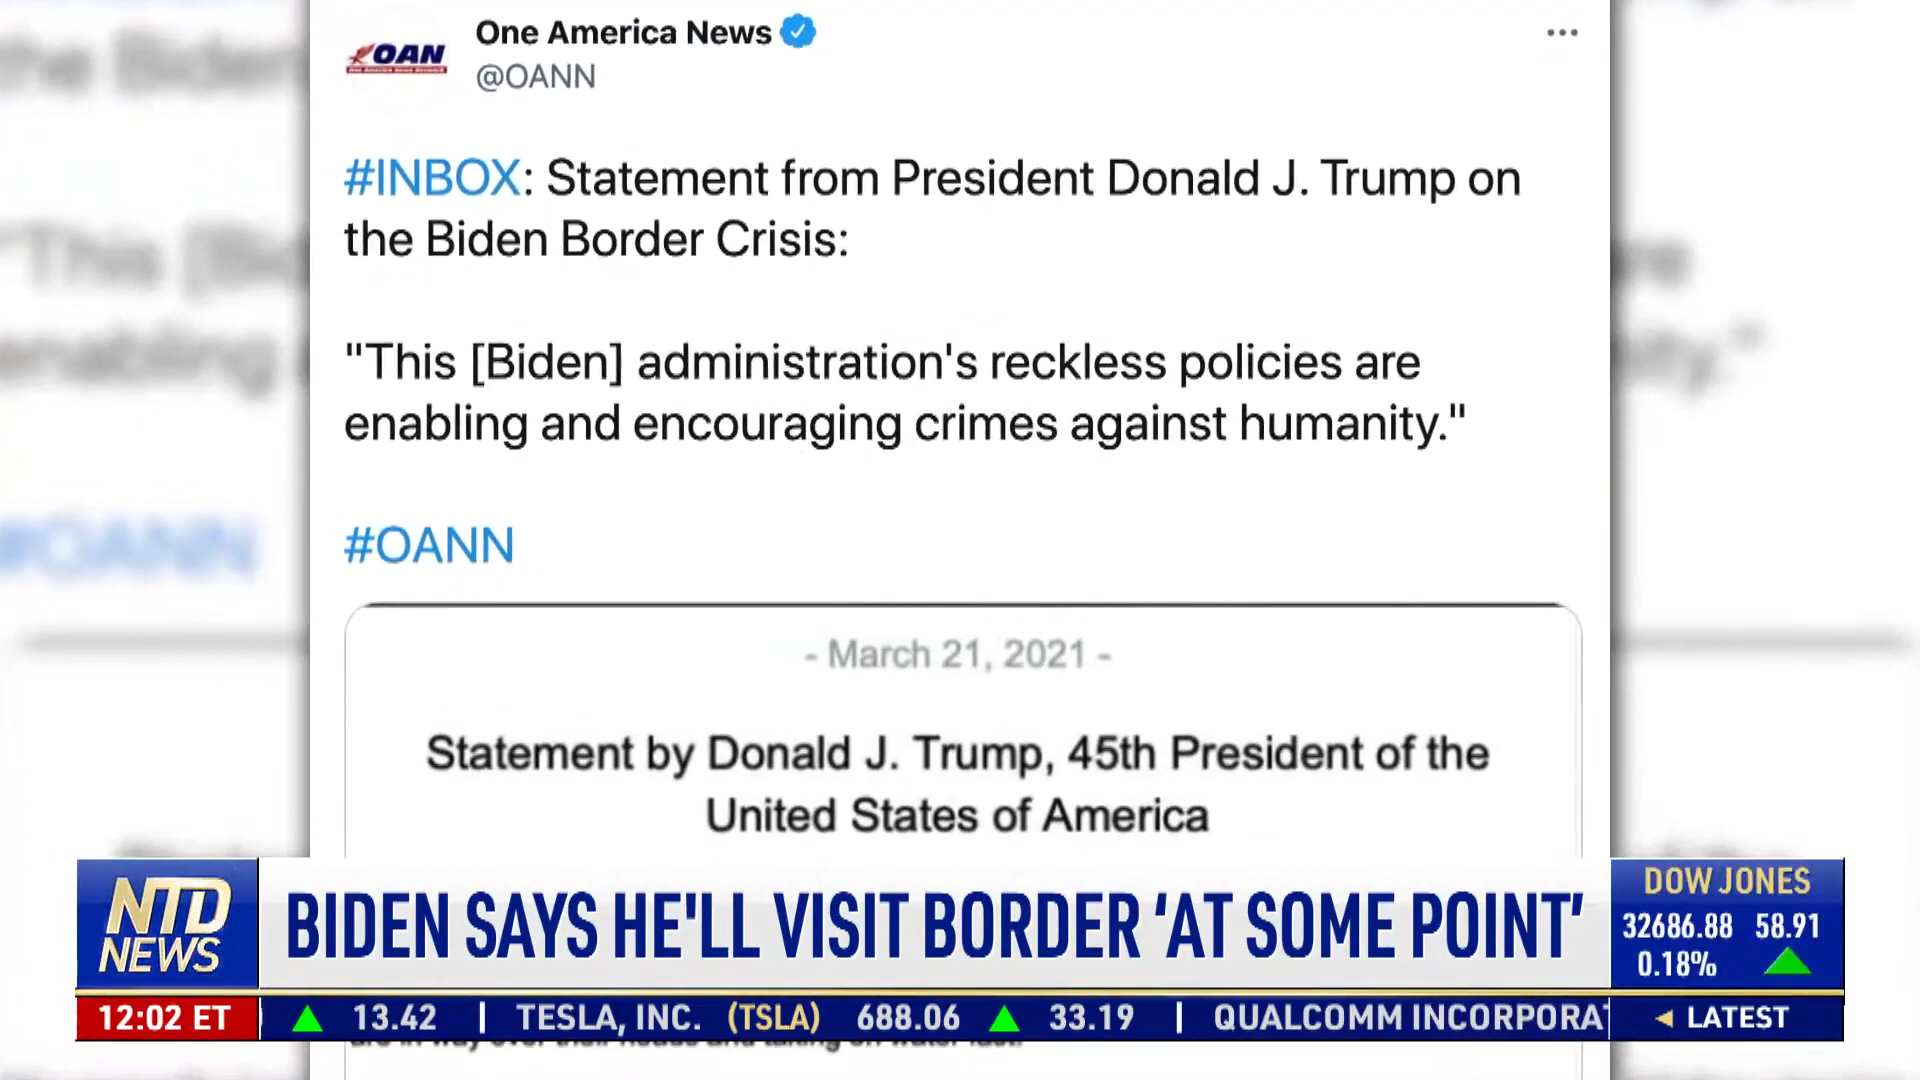 OAN
One America News
@OANN
#INBOX: Statement from President Donald J. Trump on
the Biden Border Crisis:
"This [Biden] administration's reckless policies are
enabling and encouraging crimes against humanity."
#OANN
- March 21, 2021 -
Statement by Donald J. Trump, 45th President of the
United States of America
NTD
NEWS
BIDEN SAYS HE'LL VISIT BORDER ‘AT SOME POINT’
DOW JONES
32686.88 58.91
0.18%
12:02 ET
13.42 | TESLA, INC. (TSLA) 688.06 33.19 | QUALCOMM
LATEST